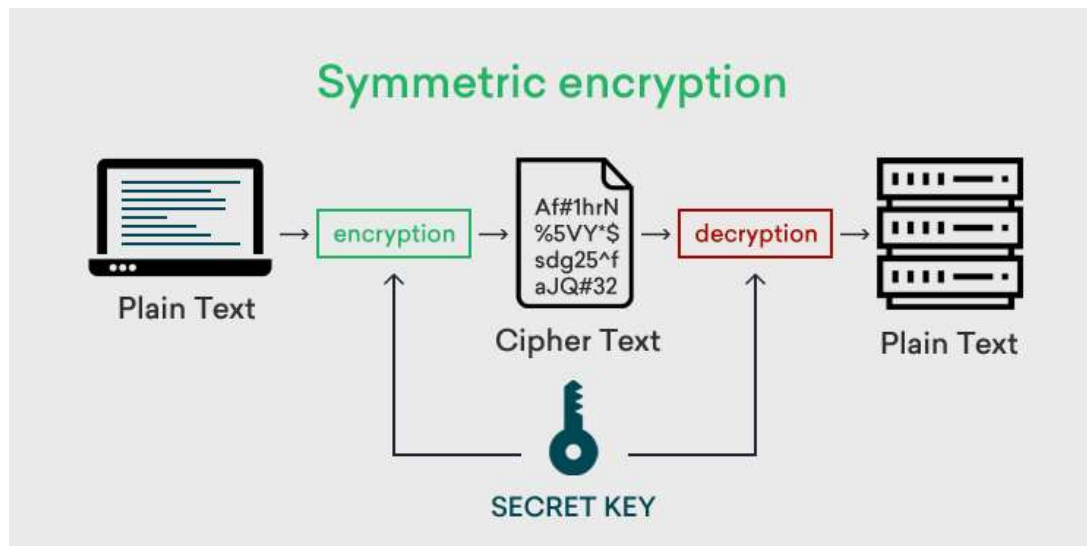 Symmetric encryption
Af#1hrN
%5VY*$
sdg25^f
aJQ#32
encryption
decryption
Plain Text
Cipher Text
Plain Text
SECRET KEY